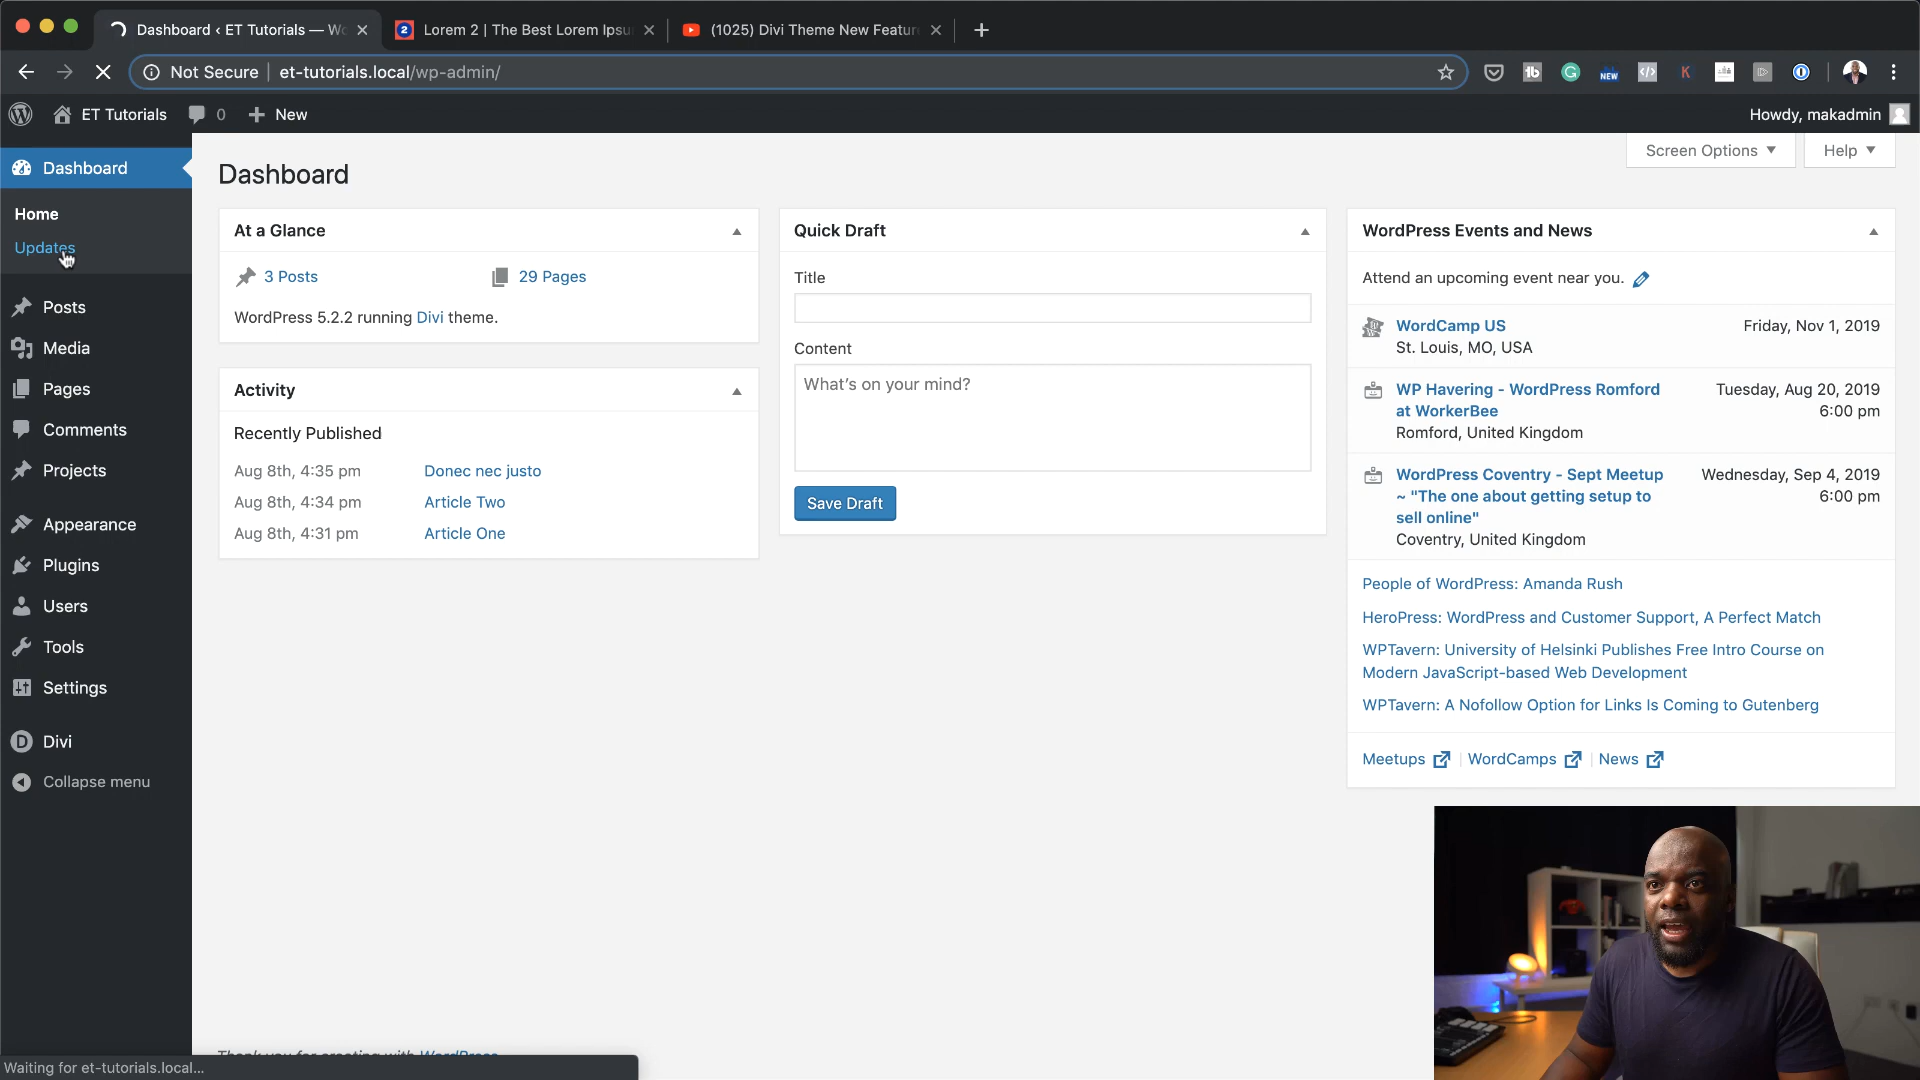 Dashboard ‹ ET Tutorials — Wo
Lorem 2 | The Best Lorem Ipsu
(1025) Divi Theme New Featur
Not Secure | et-tutorials.local/wp-admin/
NEW
K
ET Tutorials
0
New
Howdy, makadmin
Screen Options
Help
Dashboard
Home
Updates
Posts
Media
Pages
Comments
Projects
Appearance
Plugins
Users
Tools
Settings
Divi
Collapse menu
Dashboard
At a Glance
3 Posts
29 Pages
WordPress 5.2.2 running Divi theme.
Activity
Recently Published
Aug 8th, 4:35 pm Donec nec justo
Aug 8th, 4:34 pm Article Two
Aug 8th, 4:31 pm Article One
Quick Draft
Title
Content
What's on your mind?
Save Draft
WordPress Events and News
Attend an upcoming event near you.
WordCamp US Friday, Nov 1, 2019
St. Louis, MO, USA
WP Havering - WordPress Romford Tuesday, Aug 20, 2019
at WorkerBee 6:00 pm
Romford, United Kingdom
WordPress Coventry - Sept Meetup Wednesday, Sep 4, 2019
~ "The one about getting setup to 6:00 pm
sell online"
Coventry, United Kingdom
People of WordPress: Amanda Rush
HeroPress: WordPress and Customer Support, A Perfect Match
WPTavern: University of Helsinki Publishes Free Intro Course on
Modern JavaScript-based Web Development
WPTavern: A Nofollow Option for Links Is Coming to Gutenberg
Meetups | WordCamps | News
Thank you for creating with WordPress
Waiting for et-tutorials.local...